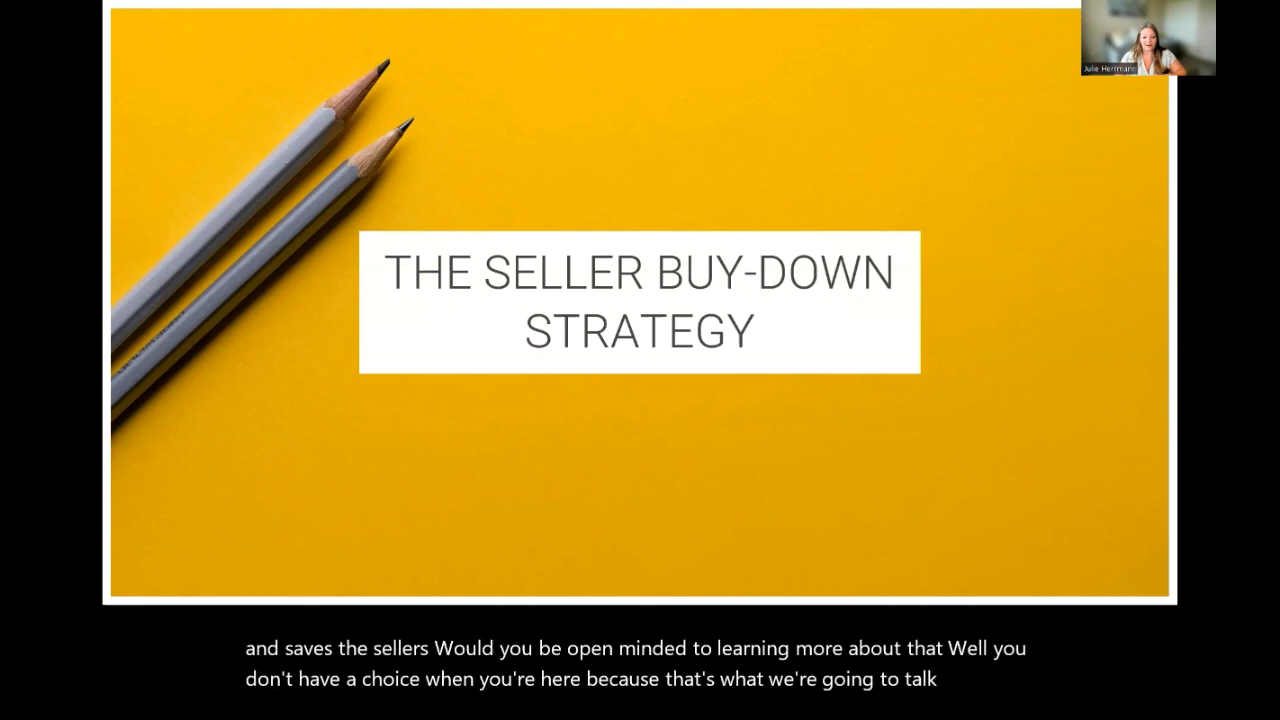 Julie Herrmann
THE SELLER BUY-DOWN
STRATEGY
and saves the sellers Would you be open minded to learning more about that Well you
don't have a choice when you're here because that's what we're going to talk